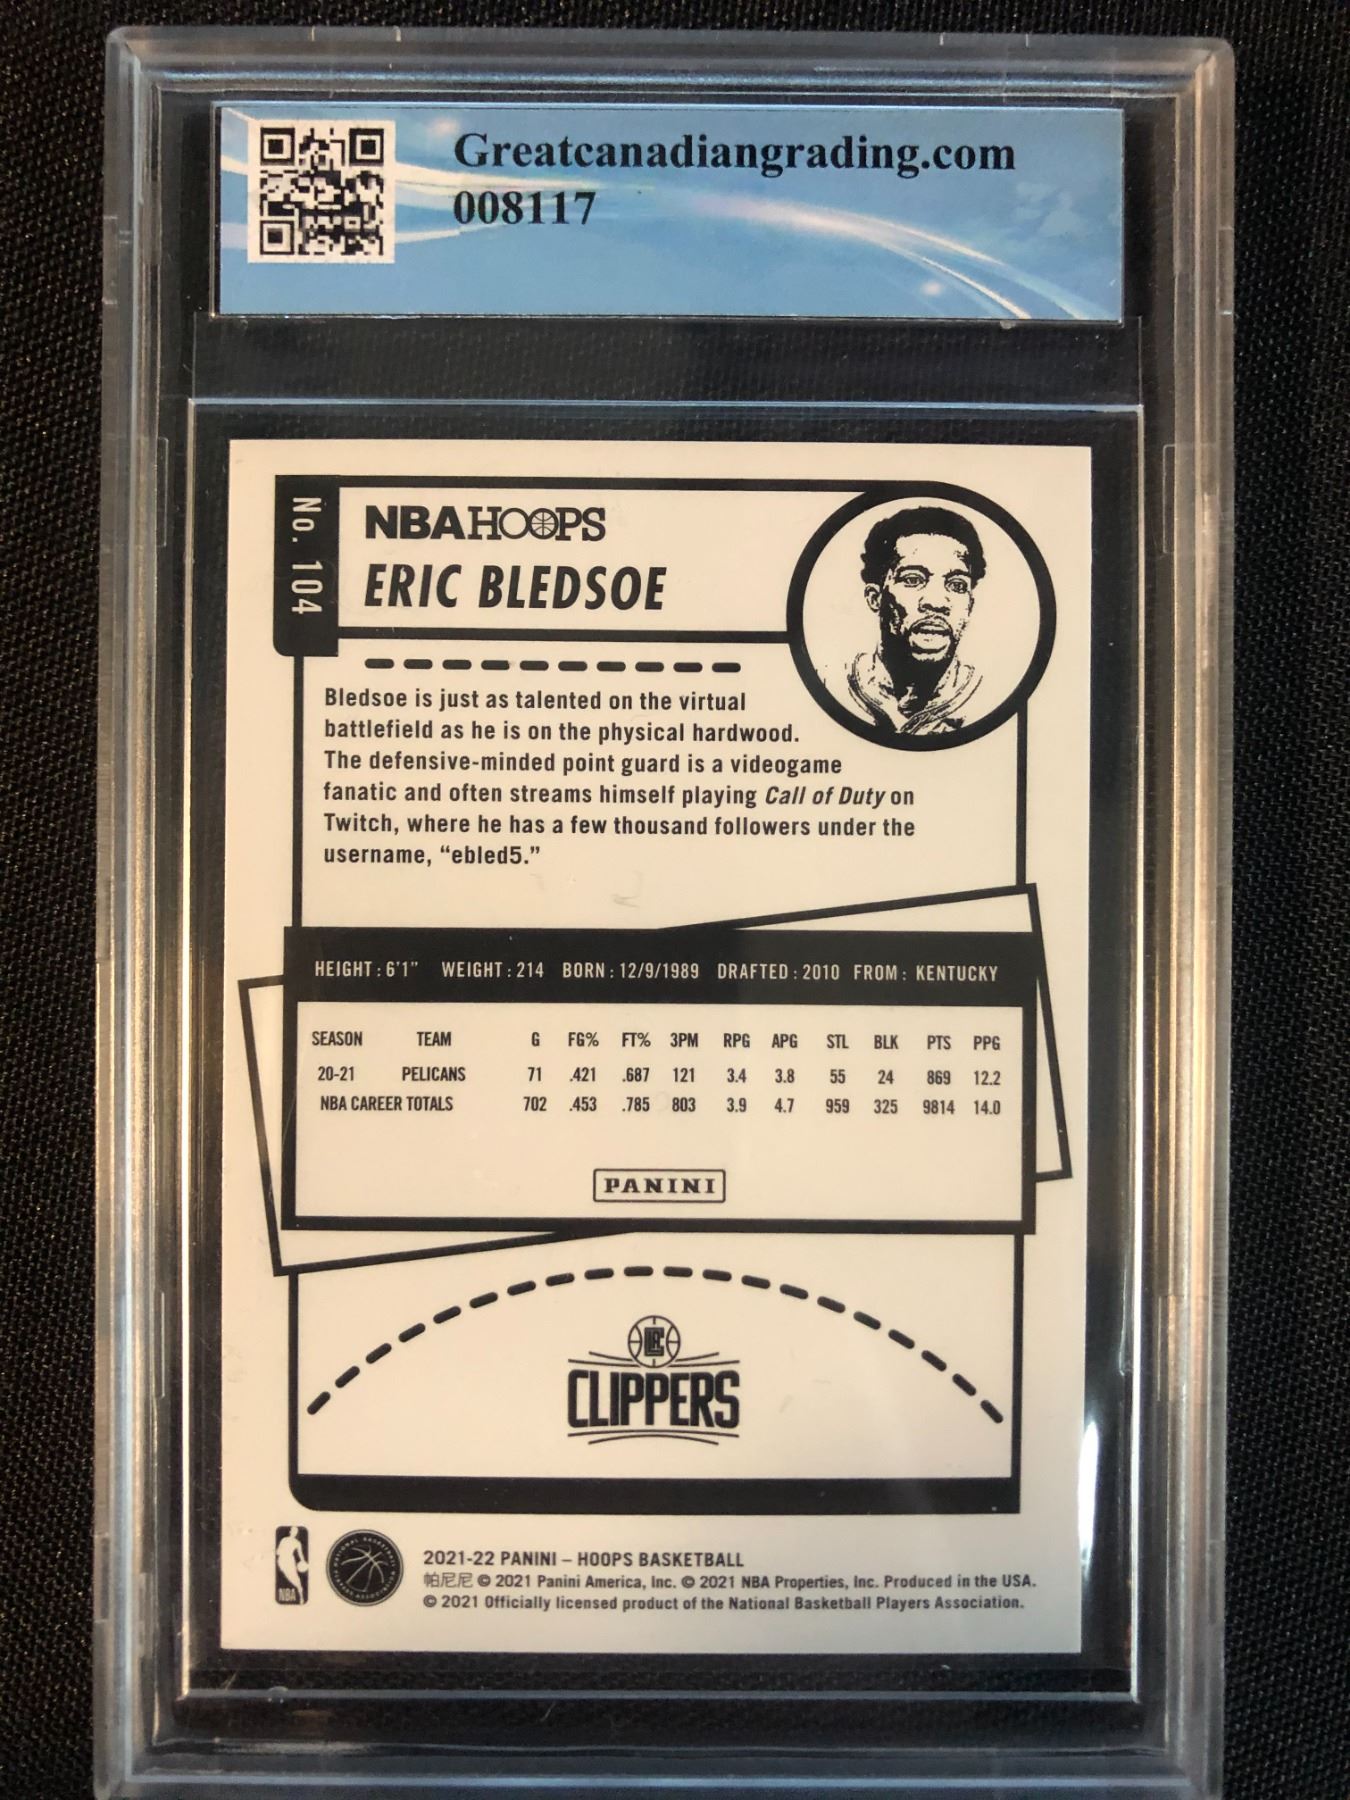 Greatcanadiangrading.com
008117
No. 104
NBA HOOPS
ERIC BLEDSOE
Bledsoe is just as talented on the virtual
battlefield as he is on the physical hardwood.
The defensive-minded point guard is a videogame
fanatic and often streams himself playing Call of Duty on
Twitch, where he has a few thousand followers under the
username, “ebled5.”
HEIGHT : 6'1" WEIGHT : 214 BORN : 12/9/1989 DRAFTED : 2010 FROM : KENTUCKY
SEASON TEAM G FG% FT% 3PM RPG APG STL BLK PTS PPG
20-21 PELICANS 71 .421 .687 121 3.4 3.8 55 24 869 12.2
NBA CAREER TOTALS 702 .453 .785 803 3.9 4.7 959 325 9814 14.0
PANINI
CLIPPERS
2021-22 PANINI – HOOPS BASKETBALL
帕尼尼 © 2021 Panini America, Inc. © 2021 NBA Properties, Inc. Produced in the USA.
© 2021 Officially licensed product of the National Basketball Players Association.
NBA